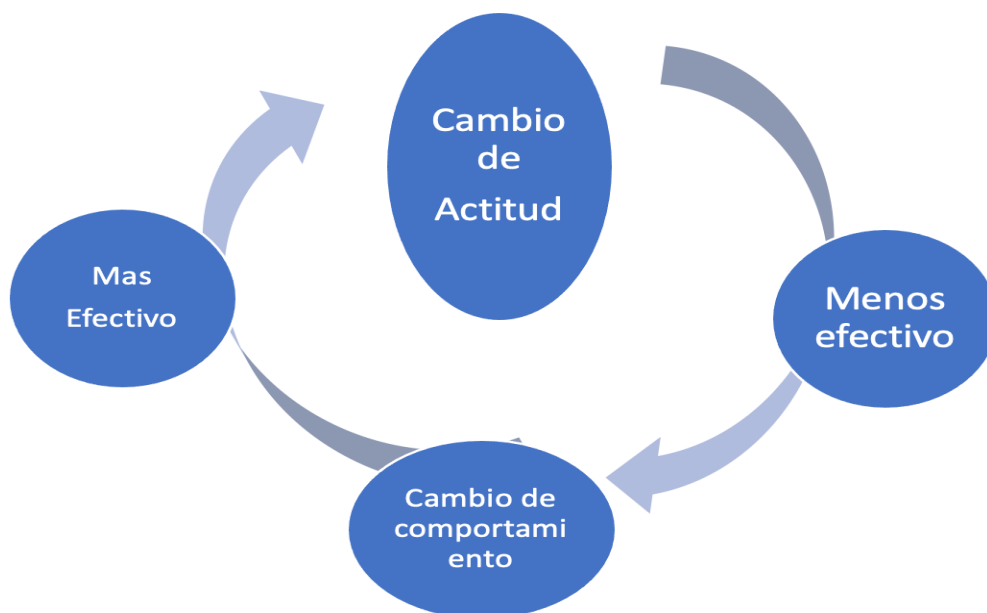 Cambio
de
Actitud
Menos
efectivo
Cambio de
comportami
ento
Mas
Efectivo